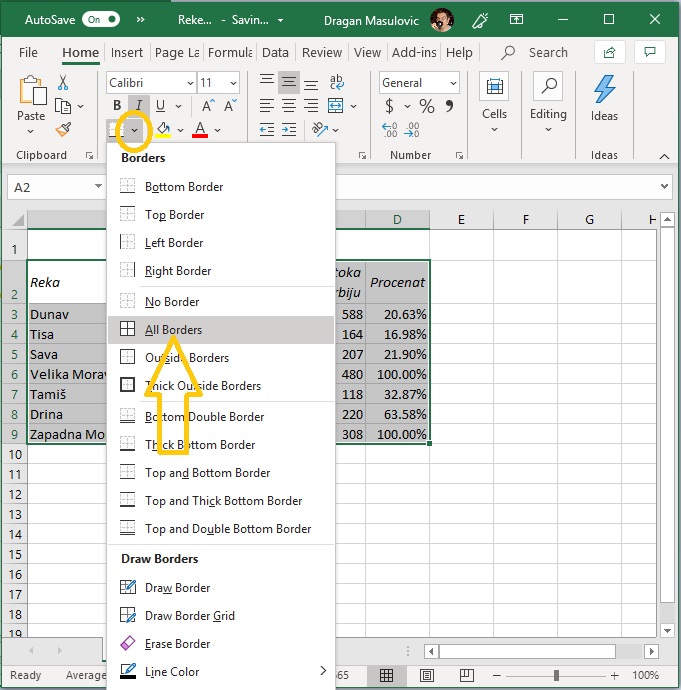 AutoSave On Reke... - Savin... Dragan Masulovic
File Home Insert Page La Formula Data Review View Add-ins Help Search
Calibri 11 General
Paste B I U A A $ % , Cells Editing Ideas
Clipboard Number Ideas
A2
Borders
Bottom Border
Top Border
Left Border
Right Border
No Border
All Borders
Outside Borders
Thick Outside Borders
Bottom Double Border
Thick Bottom Border
Top and Bottom Border
Top and Thick Bottom Border
Top and Double Bottom Border
Draw Borders
Draw Border
Draw Border Grid
Erase Border
Line Color
D E F G H
1
2 Reka toka rbiju Procenat
3 Dunav 588 20.63%
4 Tisa 164 16.98%
5 Sava 207 21.90%
6 Velika Morav 480 100.00%
7 Tamiš 118 32.87%
8 Drina 220 63.58%
9 Zapadna Mo 308 100.00%
10
11
12
13
14
15
16
17
18
19
Ready Average 565 100%